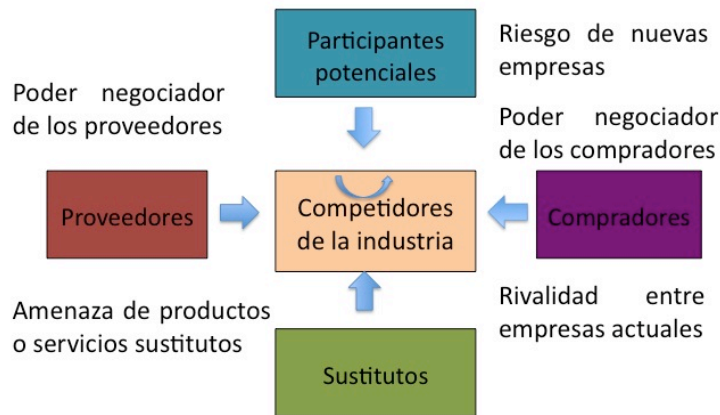 Participantes
potenciales
Riesgo de nuevas
empresas
Poder negociador
de los proveedores
Poder negociador
de los compradores
Proveedores
Competidores
de la industria
Compradores
Amenaza de productos
o servicios sustitutos
Rivalidad entre
empresas actuales
Sustitutos